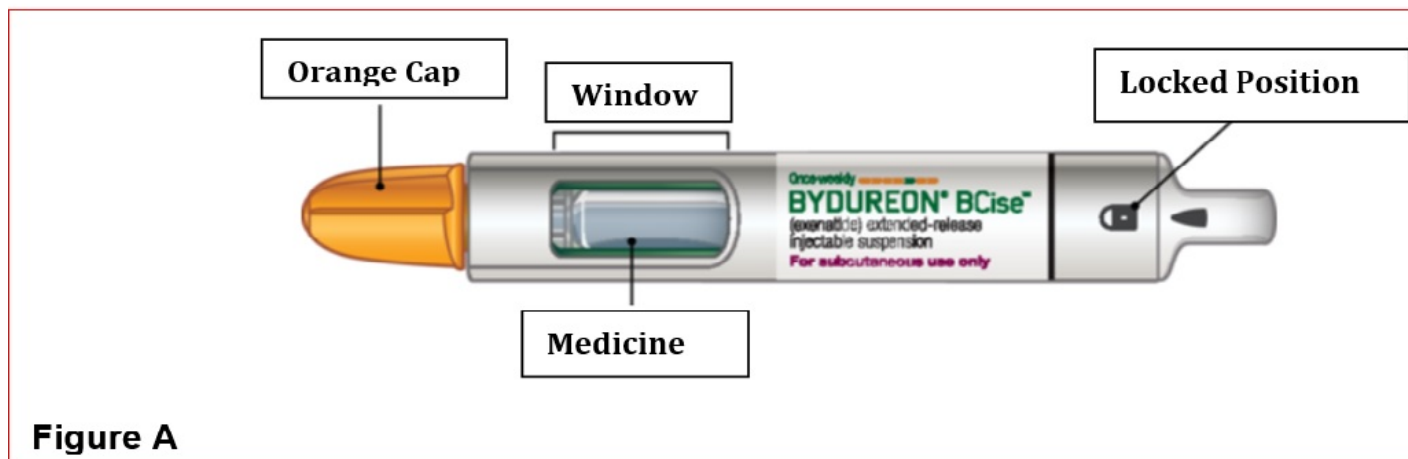 Orange Cap
Window
Locked Position
Once-weekly
BYDUREON® BCise™
(exenatide) extended-release
injectable suspension
For subcutaneous use only
Medicine
Figure A